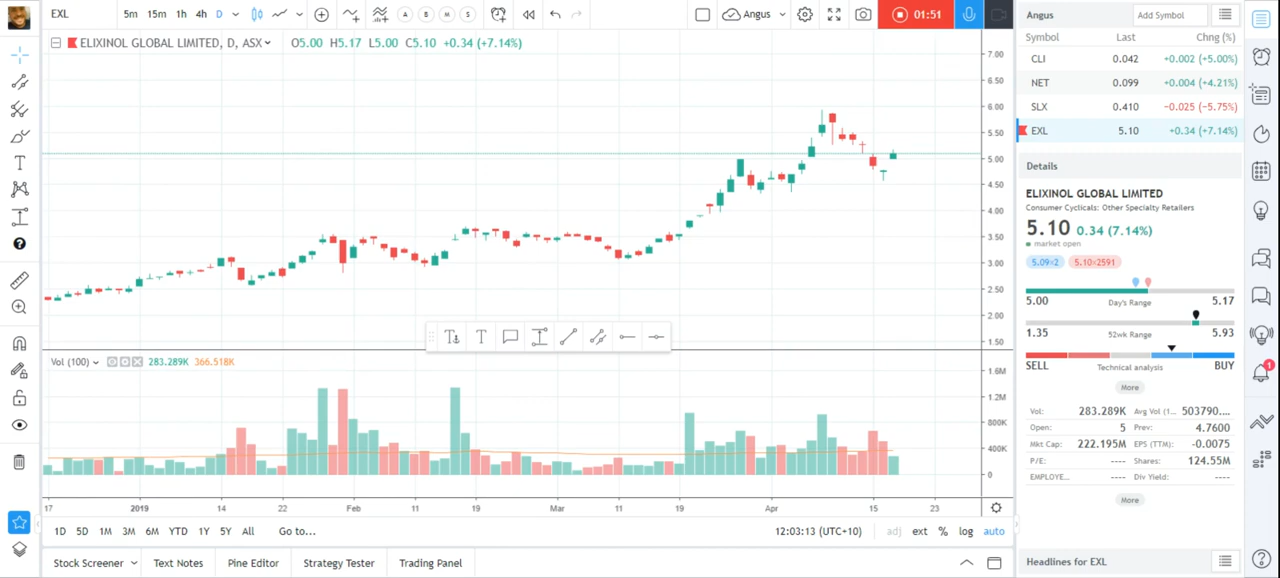 EXL 5m 15m 1h 4h D A B M S Angus 01:51
ELIXINOL GLOBAL LIMITED, D, ASX O5.00 H5.17 L5.00 C5.10 +0.34 (+7.14%)
7.00
6.50
6.00
5.50
5.00
4.50
4.00
3.50
3.00
2.50
2.00
1.50
T T
Vol (100) 283.289K 366.518K
1.6M
1.2M
800K
400K
17 2019 14 22 Feb 11 19 Mar 11 19 Apr 15 23
1D 5D 1M 3M 6M YTD 1Y 5Y All Go to... 12:03:13 (UTC+10) adj ext % log auto
Stock Screener Text Notes Pine Editor Strategy Tester Trading Panel
Angus Add Symbol
Symbol Last Chng (%)
CLI 0.042 +0.002 (+5.00%)
NET 0.099 +0.004 (+4.21%)
SLX 0.410 −0.025 (−5.75%)
EXL 5.10 +0.34 (+7.14%)
Details
ELIXINOL GLOBAL LIMITED
Consumer Cyclicals: Other Specialty Retailers
5.10 0.34 (7.14%)
market open
5.09×2 5.10×2591
5.00 Day's Range 5.17
1.35 52wk Range 5.93
SELL Technical analysis BUY
More
Vol: 283.289K Avg Vol (1... 503790....
Open: 5 Prev: 4.7600
Mkt Cap: 222.195M EPS (TTM): -0.0075
P/E: ---- Shares: 124.55M
EMPLOYE... ---- Div Yield: ----
More
Headlines for EXL
1